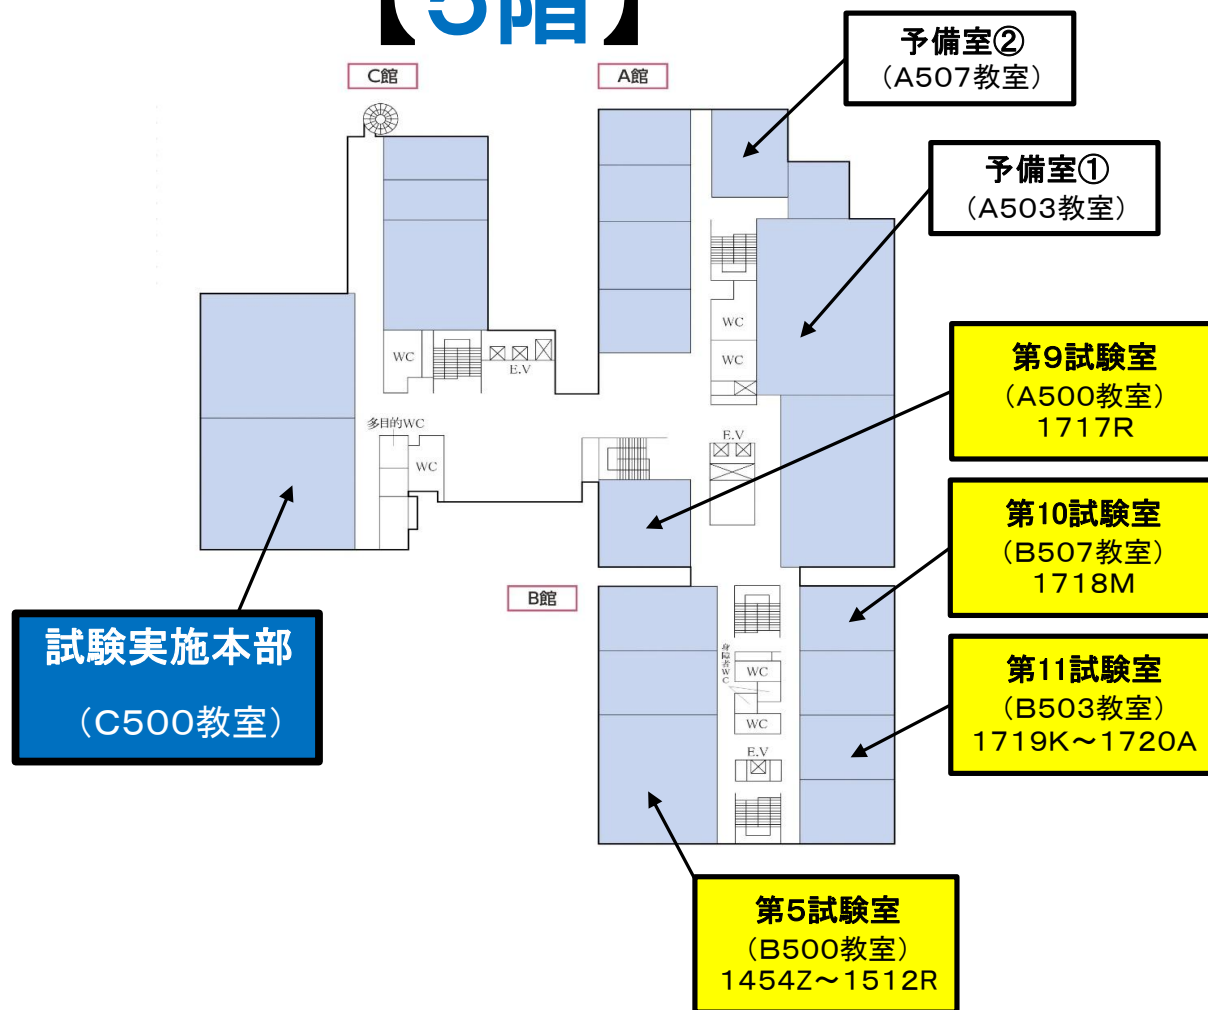 【5階】
C館
A館
予備室②
（A507教室）
予備室①
（A503教室）
WC
WC
WC
E.V
第9試験室
（A500教室）
1717R
多目的WC
WC
E.V
第10試験室
（B507教室）
1718M
B館
試験実施本部
（C500教室）
身障者WC
WC
WC
E.V
第11試験室
（B503教室）
1719K～1720A
第5試験室
（B500教室）
1454Z～1512R